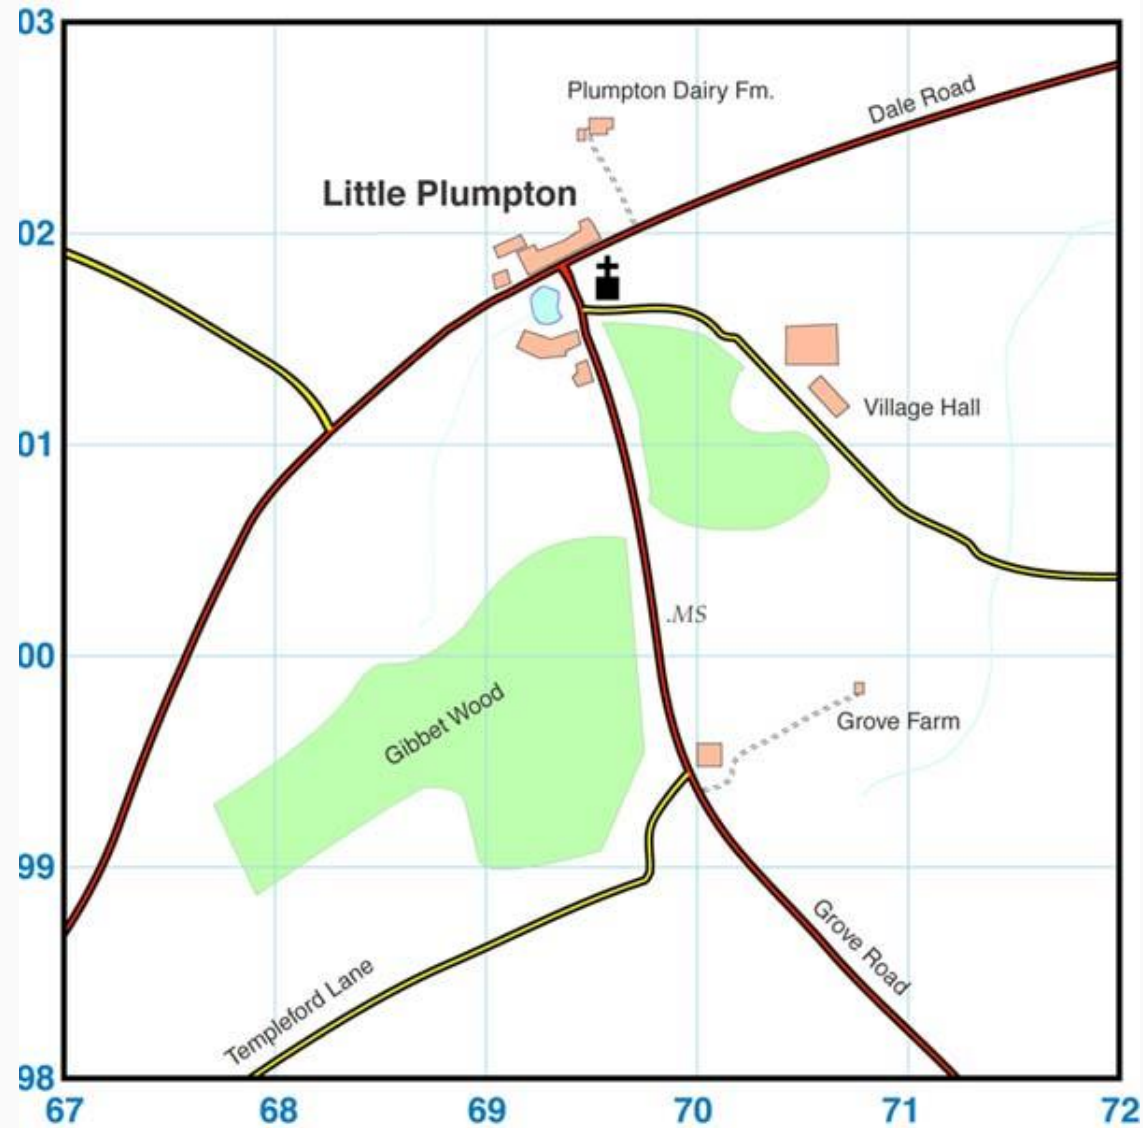 03
Plumpton Dairy Fm.
Dale Road
Little Plumpton
02
Village Hall
01
.MS
00
Gibbet Wood
Grove Farm
99
Grove Road
Templeford Lane
98
67 68 69 70 71 72